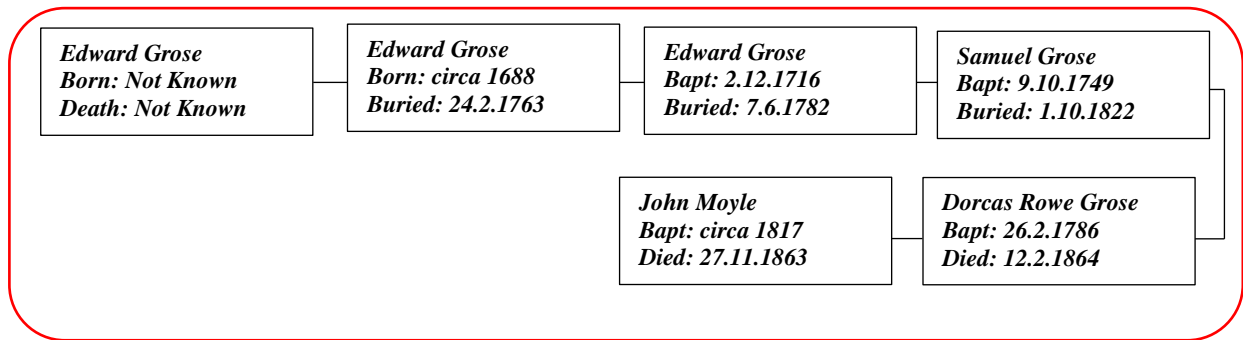 Edward Grose
Born: Not Known
Death: Not Known
Edward Grose
Born: circa 1688
Buried: 24.2.1763
Edward Grose
Bapt: 2.12.1716
Buried: 7.6.1782
Samuel Grose
Bapt: 9.10.1749
Buried: 1.10.1822
John Moyle
Bapt: circa 1817
Died: 27.11.1863
Dorcas Rowe Grose
Bapt: 26.2.1786
Died: 12.2.1864